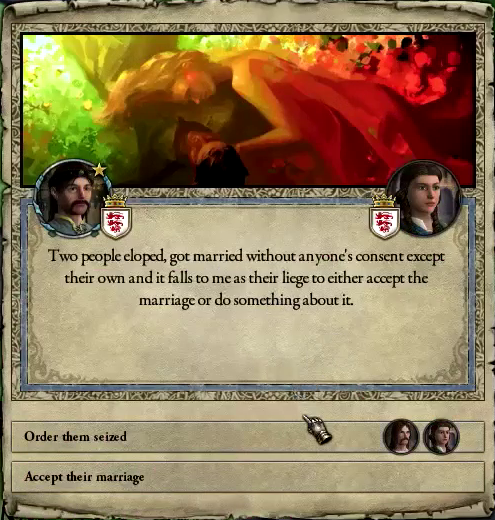 Two people eloped, got married without anyone's consent except
their own and it falls to me as their liege to either accept the
marriage or do something about it.
Order them seized
Accept their marriage